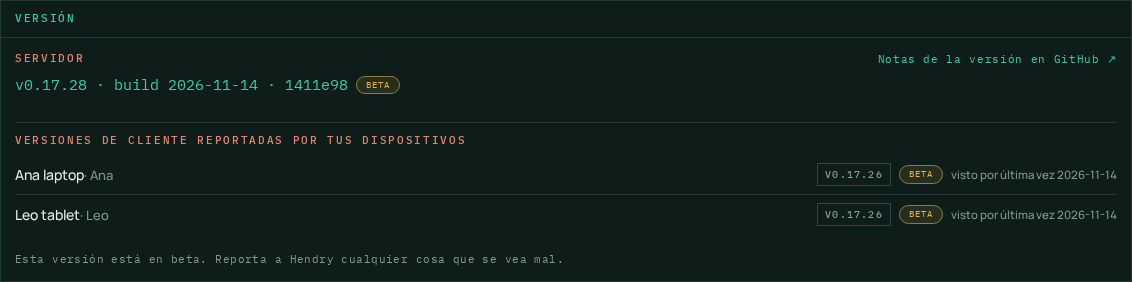 VERSIÓN
SERVIDOR
Notas de la versión en GitHub ↗
v0.17.28 · build 2026-11-14 · 1411e98 BETA
VERSIONES DE CLIENTE REPORTADAS POR TUS DISPOSITIVOS
Ana laptop · Ana V0.17.26 BETA visto por última vez 2026-11-14
Leo tablet · Leo V0.17.26 BETA visto por última vez 2026-11-14
Esta versión está en beta. Reporta a Hendry cualquier cosa que se vea mal.